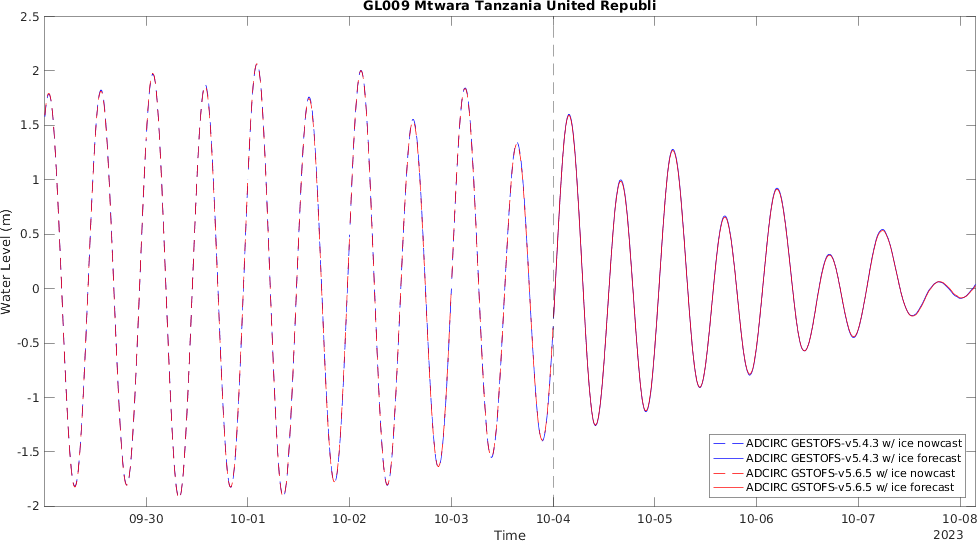 GL009 Mtwara Tanzania United Republi
2.5
2
1.5
1
0.5
0
-0.5
-1
-1.5
-2
Water Level (m)
ADCIRC GESTOFS-v5.4.3 w/ ice nowcast
ADCIRC GESTOFS-v5.4.3 w/ ice forecast
ADCIRC GSTOFS-v5.6.5 w/ ice nowcast
ADCIRC GSTOFS-v5.6.5 w/ ice forecast
09-30 10-01 10-02 10-03 10-04 10-05 10-06 10-07 10-08
Time 2023